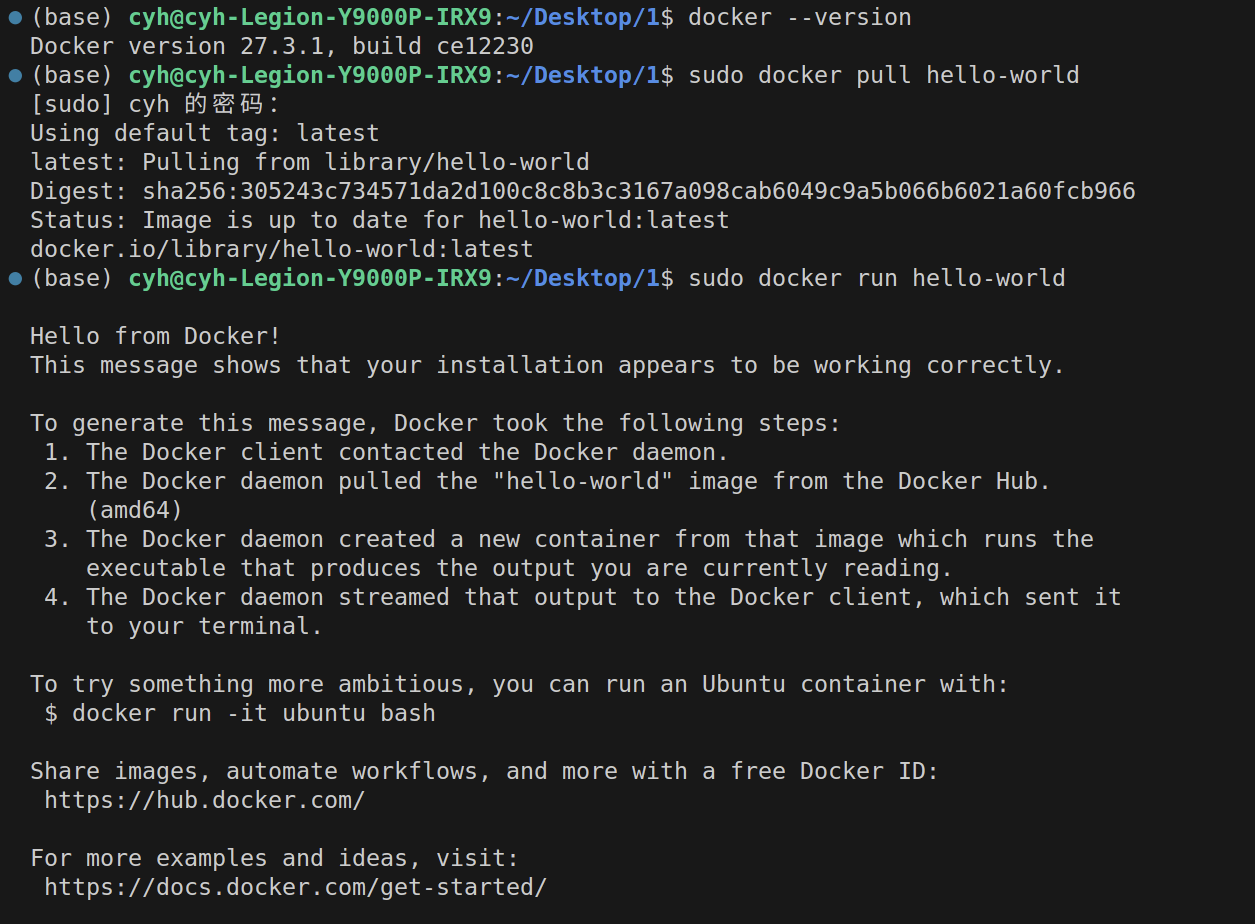 (base) cyh@cyh-Legion-Y9000P-IRX9:~/Desktop/1$ docker --version
Docker version 27.3.1, build ce12230
(base) cyh@cyh-Legion-Y9000P-IRX9:~/Desktop/1$ sudo docker pull hello-world
[sudo] cyh 的密码：
Using default tag: latest
latest: Pulling from library/hello-world
Digest: sha256:305243c734571da2d100c8c8b3c3167a098cab6049c9a5b066b6021a60fcb966
Status: Image is up to date for hello-world:latest
docker.io/library/hello-world:latest
(base) cyh@cyh-Legion-Y9000P-IRX9:~/Desktop/1$ sudo docker run hello-world

Hello from Docker!
This message shows that your installation appears to be working correctly.

To generate this message, Docker took the following steps:
 1. The Docker client contacted the Docker daemon.
 2. The Docker daemon pulled the "hello-world" image from the Docker Hub.
    (amd64)
 3. The Docker daemon created a new container from that image which runs the
    executable that produces the output you are currently reading.
 4. The Docker daemon streamed that output to the Docker client, which sent it
    to your terminal.

To try something more ambitious, you can run an Ubuntu container with:
 $ docker run -it ubuntu bash

Share images, automate workflows, and more with a free Docker ID:
 https://hub.docker.com/

For more examples and ideas, visit:
 https://docs.docker.com/get-started/